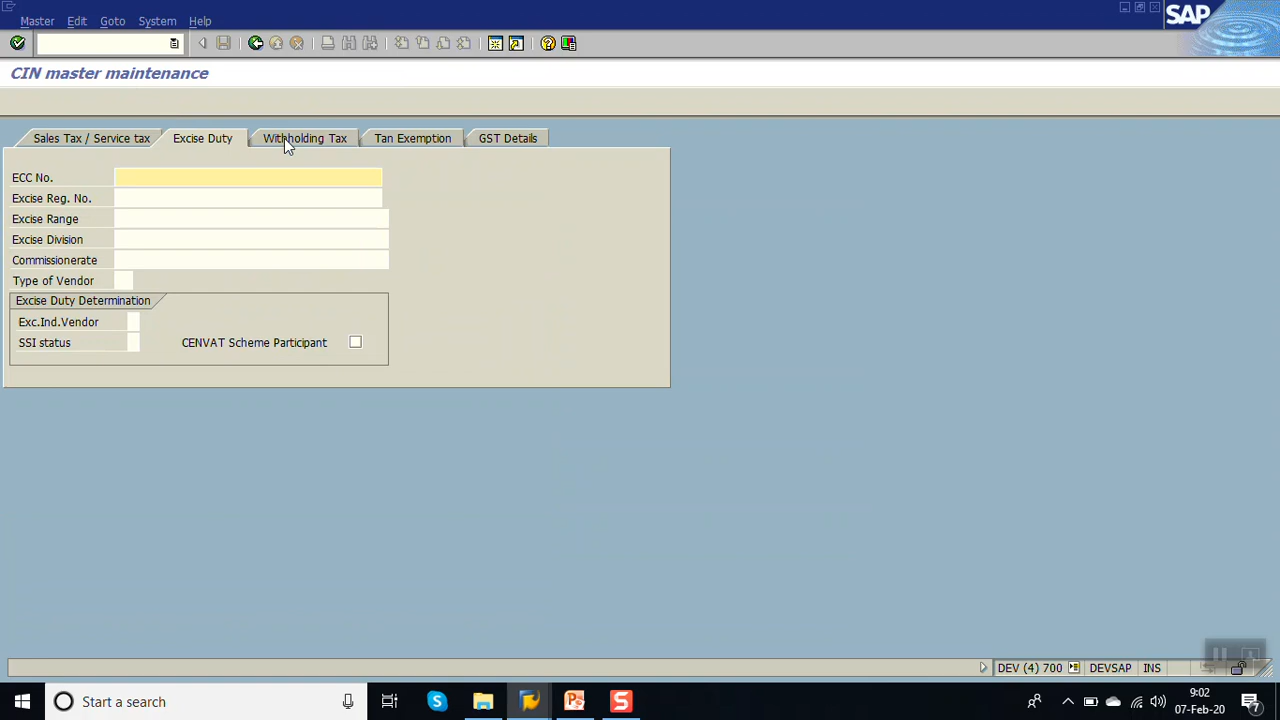 Master Edit Goto System Help
SAP
CIN master maintenance
Sales Tax / Service tax Excise Duty Withholding Tax Tan Exemption GST Details
ECC No.
Excise Reg. No.
Excise Range
Excise Division
Commissionerate
Type of Vendor
Excise Duty Determination
Exc.Ind.Vendor
SSI status CENVAT Scheme Participant
DEV (4) 700 DEVSAP INS
Start a search
9:02
07-Feb-20
7